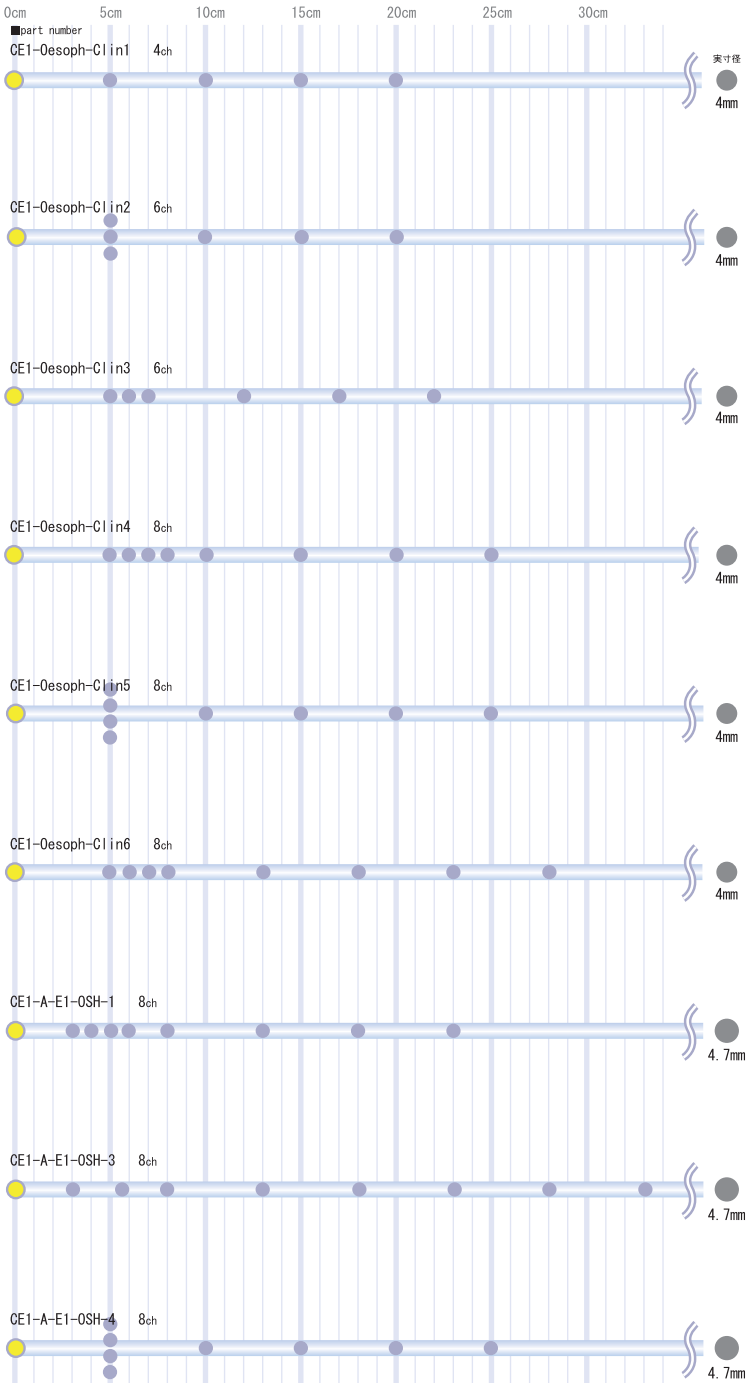 0cm 5cm 10cm 15cm 20cm 25cm 30cm
■part number
CE1-Oesoph-Clin1 4ch
実寸径
4mm
CE1-Oesoph-Clin2 6ch
4mm
CE1-Oesoph-Clin3 6ch
4mm
CE1-Oesoph-Clin4 8ch
4mm
CE1-Oesoph-Clin5 8ch
4mm
CE1-Oesoph-Clin6 8ch
4mm
CE1-A-E1-OSH-1 8ch
4.7mm
CE1-A-E1-OSH-3 8ch
4.7mm
CE1-A-E1-OSH-4 8ch
4.7mm